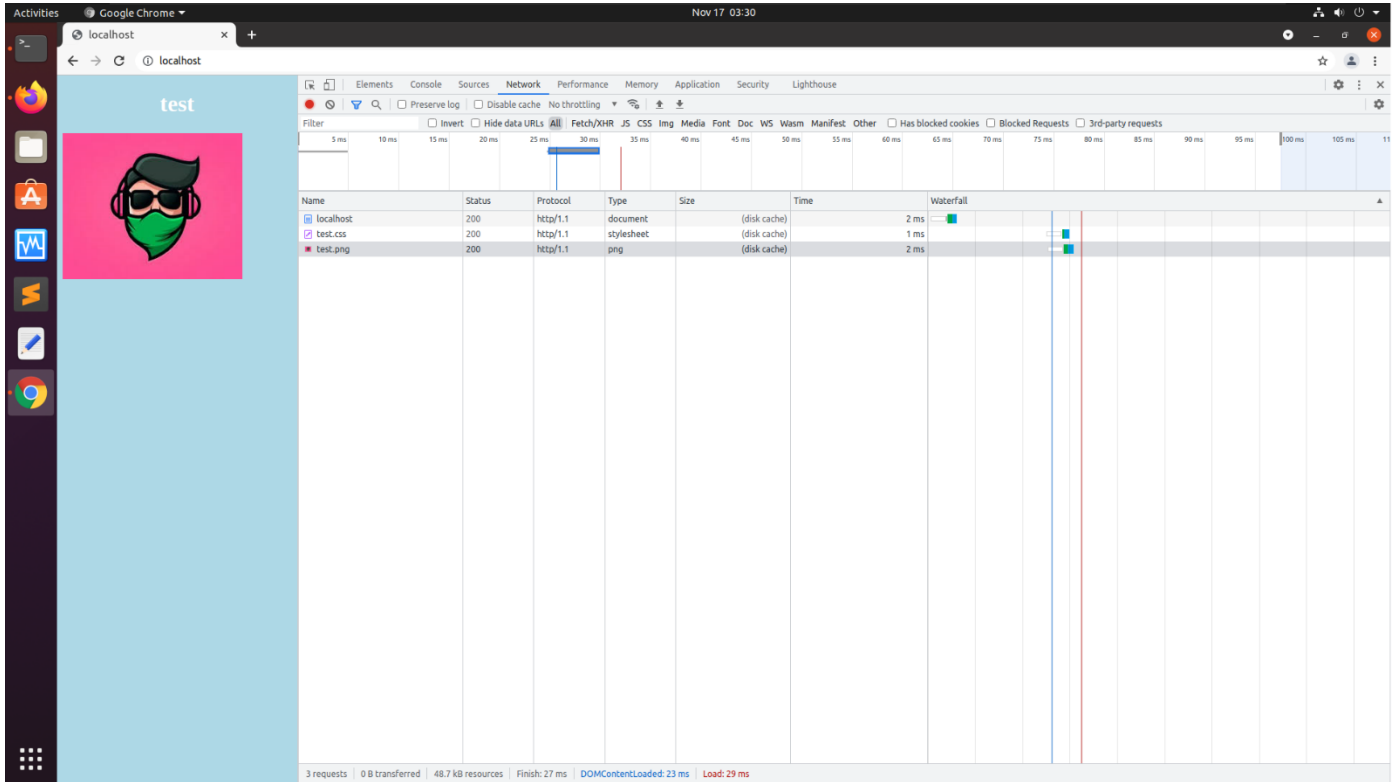 Activities Google Chrome Nov 17 03:30
localhost
localhost
test
Elements Console Sources Network Performance Memory Application Security Lighthouse
Preserve log Disable cache No throttling
Filter Invert Hide data URLs All Fetch/XHR JS CSS Img Media Font Doc WS Wasm Manifest Other Has blocked cookies Blocked Requests 3rd-party requests
5 ms 10 ms 15 ms 20 ms 25 ms 30 ms 35 ms 40 ms 45 ms 50 ms 55 ms 60 ms 65 ms 70 ms 75 ms 80 ms 85 ms 90 ms 95 ms 100 ms 105 ms 11
Name Status Protocol Type Size Time Waterfall
localhost 200 http/1.1 document (disk cache) 2 ms
test.css 200 http/1.1 stylesheet (disk cache) 1 ms
test.png 200 http/1.1 png (disk cache) 2 ms
3 requests 0 B transferred 48.7 kB resources Finish: 27 ms DOMContentLoaded: 23 ms Load: 29 ms